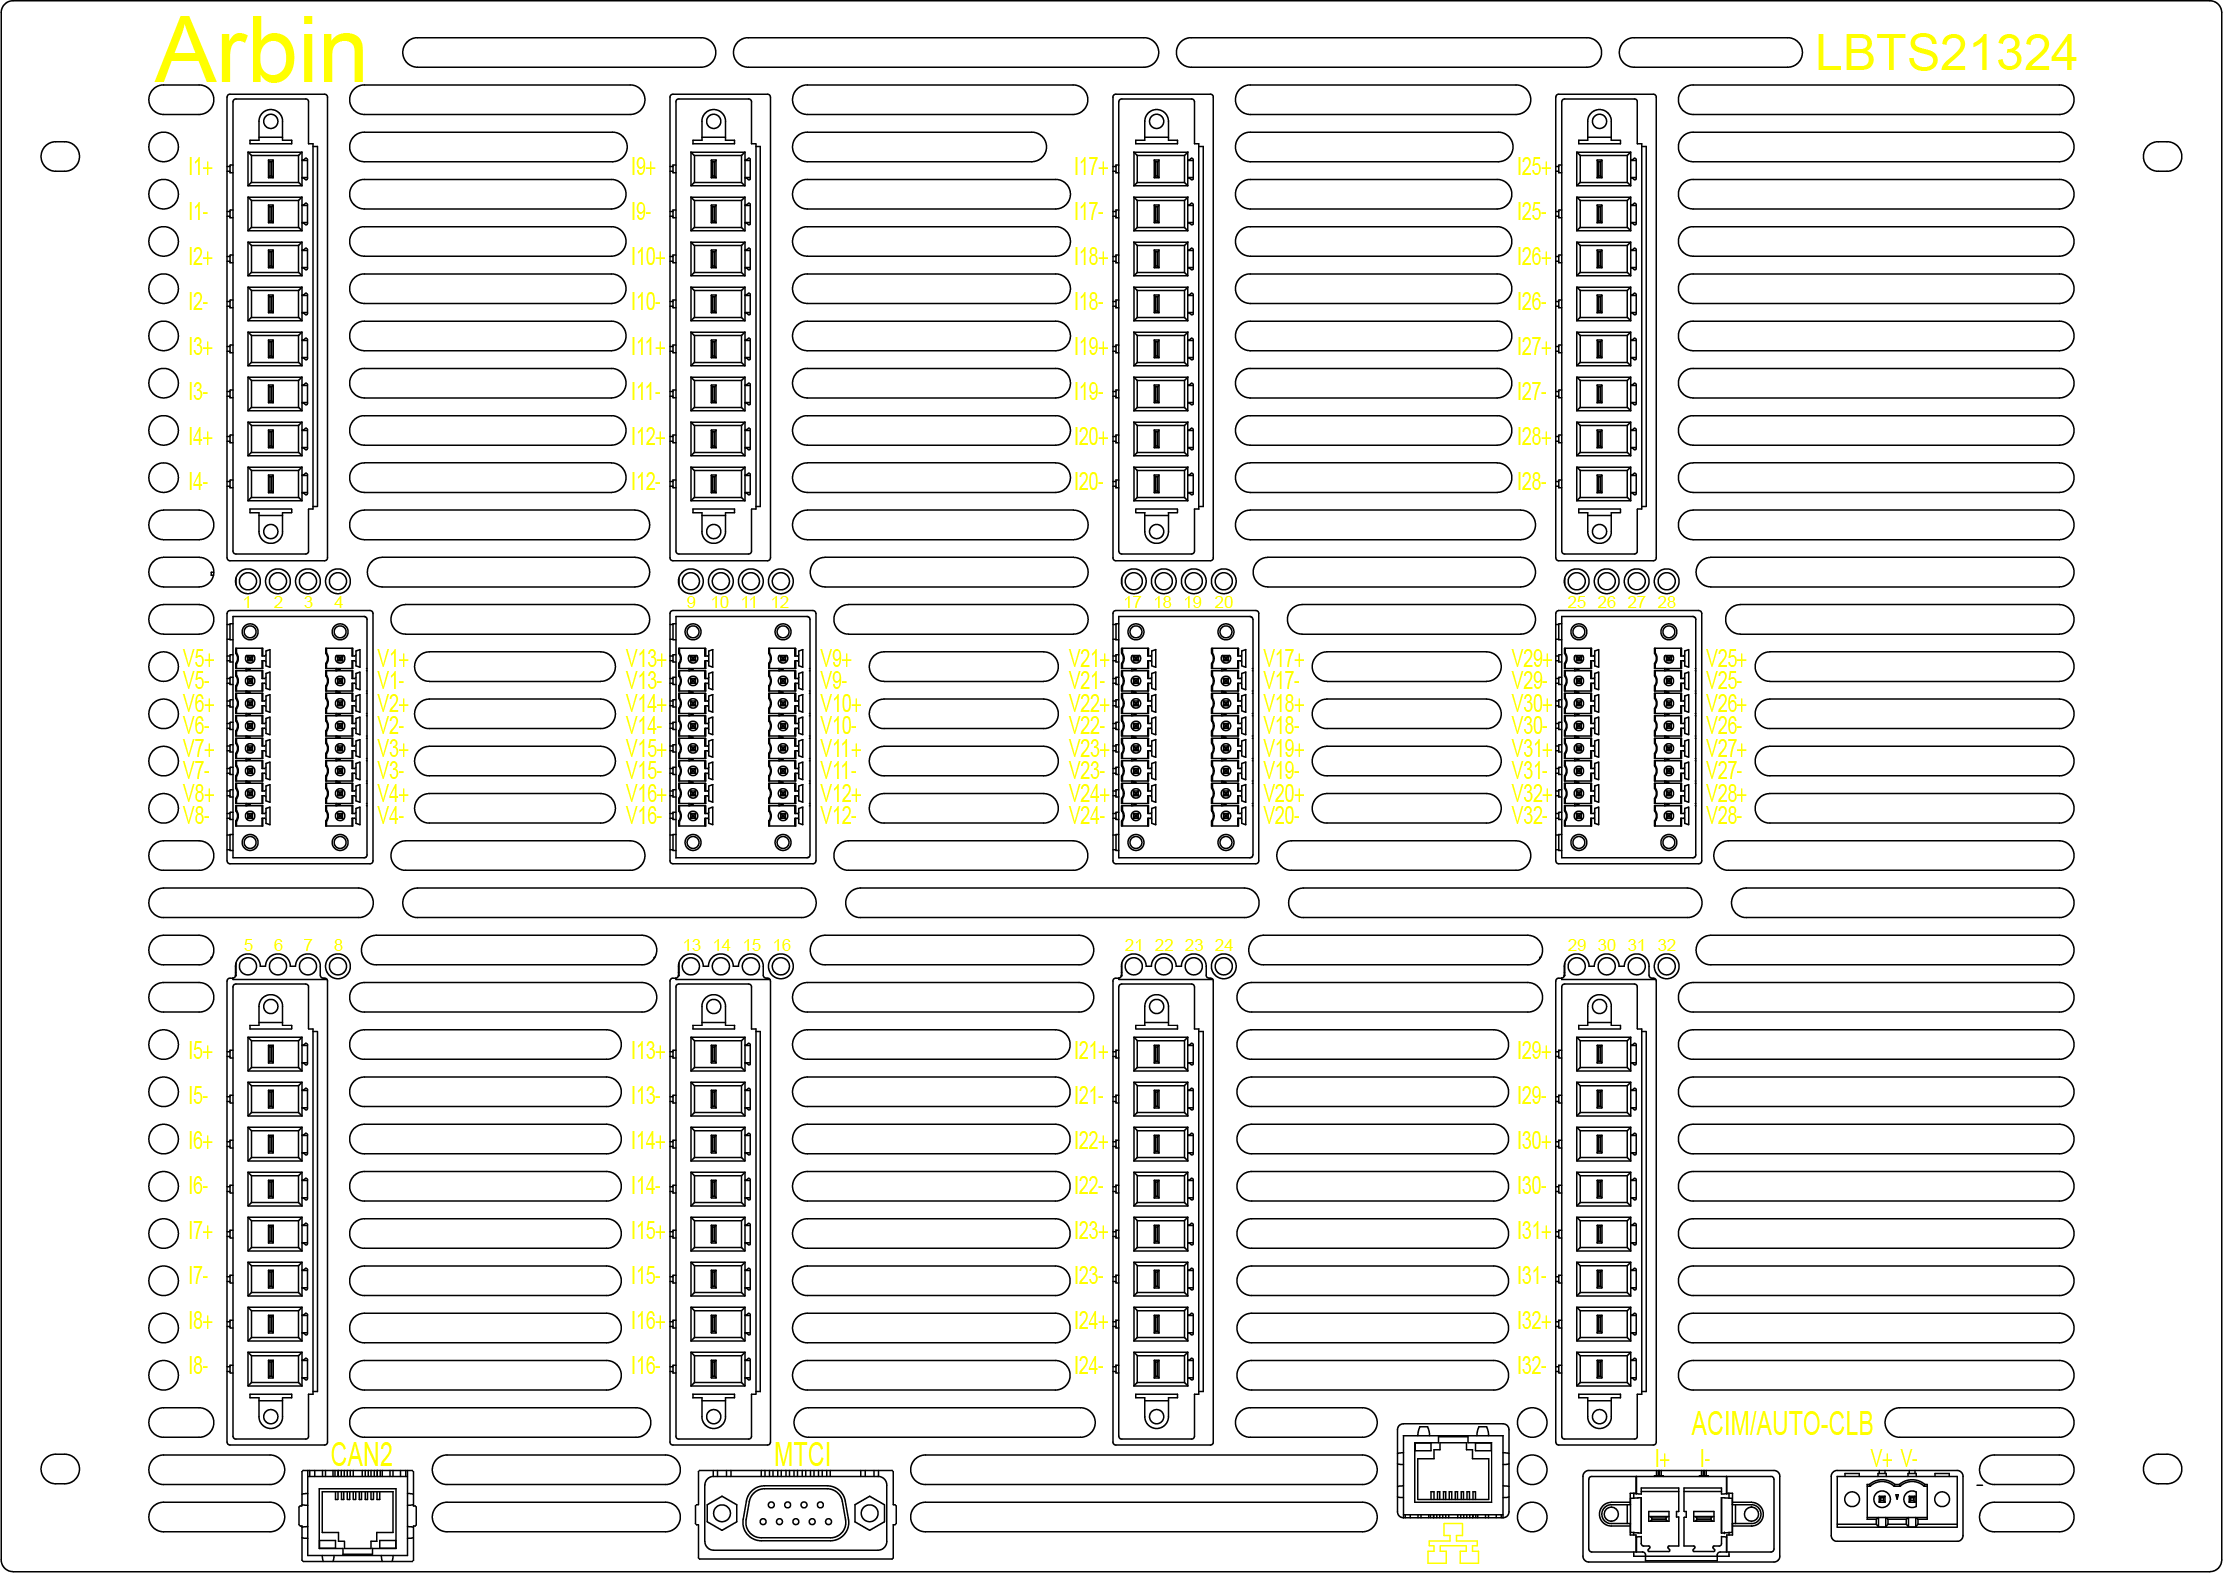 Arbin LBTS21324
I1+ I9+ I17+ I25+
I1- I9- I17- I25-
I2+ I10+ I18+ I26+
I2- I10- I18- I26-
I3+ I11+ I19+ I27+
I3- I11- I19- I27-
I4+ I12+ I20+ I28+
I4- I12- I20- I28-
1 2 3 4 9 10 11 12 17 18 19 20 25 26 27 28
V5+ V1+ V13+ V9+ V21+ V17+ V29+ V25+
V5- V1- V13- V9- V21- V17- V29- V25-
V6+ V2+ V14+ V10+ V22+ V18+ V30+ V26+
V6- V2- V14- V10- V22- V18- V30- V26-
V7+ V3+ V15+ V11+ V23+ V19+ V31+ V27+
V7- V3- V15- V11- V23- V19- V31- V27-
V8+ V4+ V16+ V12+ V24+ V20+ V32+ V28+
V8- V4- V16- V12- V24- V20- V32- V28-
5 6 7 8 13 14 15 16 21 22 23 24 29 30 31 32
I5+ I13+ I21+ I29+
I5- I13- I21- I29-
I6+ I14+ I22+ I30+
I6- I14- I22- I30-
I7+ I15+ I23+ I31+
I7- I15- I23- I31-
I8+ I16+ I24+ I32+
I8- I16- I24- I32-
ACIM/AUTO-CLB
CAN2 MTCI I+ I- V+ V-